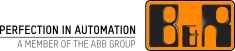 PERFECTION IN AUTOMATION
A MEMBER OF THE ABB GROUP
B&R